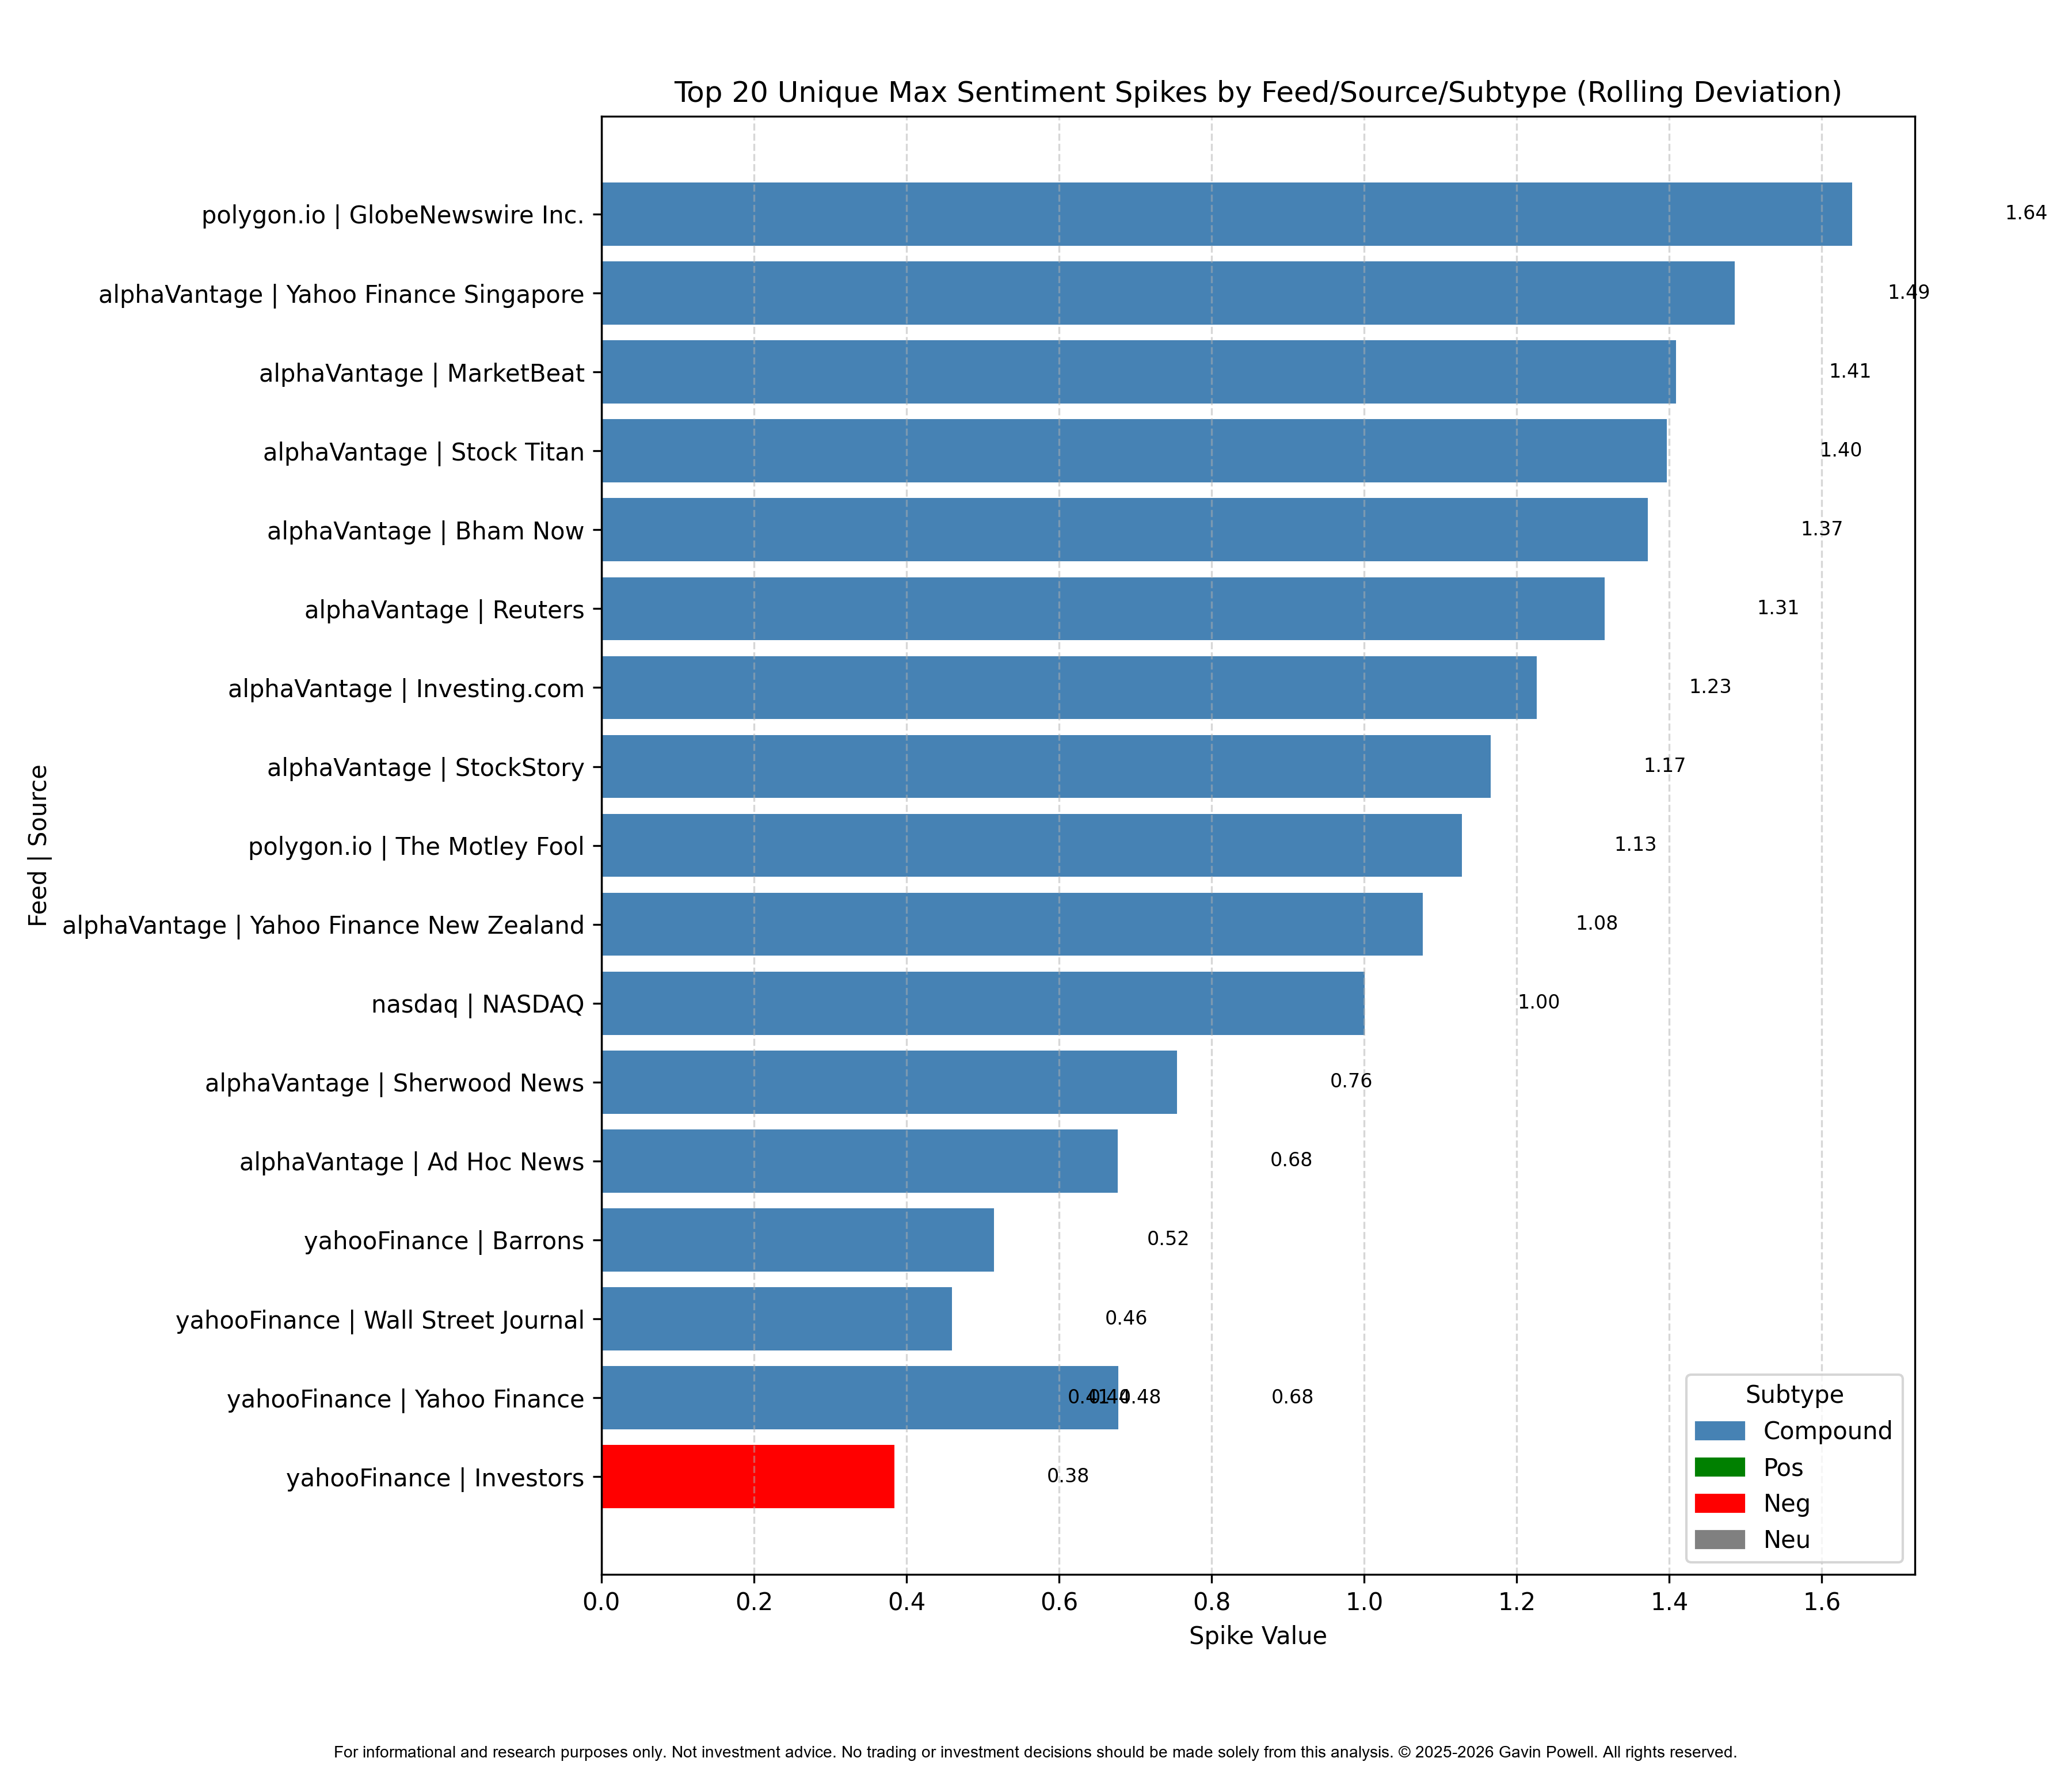 Top 20 Unique Max Sentiment Spikes by Feed/Source/Subtype (Rolling Deviation)
Feed | Source
polygon.io | GlobeNewswire Inc. 1.64
alphaVantage | Yahoo Finance Singapore 1.49
alphaVantage | MarketBeat 1.41
alphaVantage | Stock Titan 1.40
alphaVantage | Bham Now 1.37
alphaVantage | Reuters 1.31
alphaVantage | Investing.com 1.23
alphaVantage | StockStory 1.17
polygon.io | The Motley Fool 1.13
alphaVantage | Yahoo Finance New Zealand 1.08
nasdaq | NASDAQ 1.00
alphaVantage | Sherwood News 0.76
alphaVantage | Ad Hoc News 0.68
yahooFinance | Barrons 0.52
yahooFinance | Wall Street Journal 0.46
yahooFinance | Yahoo Finance 0.41 0.44 0.48 0.68
yahooFinance | Investors 0.38
Subtype
Compound
Pos
Neg
Neu
0.0 0.2 0.4 0.6 0.8 1.0 1.2 1.4 1.6
Spike Value
For informational and research purposes only. Not investment advice. No trading or investment decisions should be made solely from this analysis. © 2025-2026 Gavin Powell. All rights reserved.